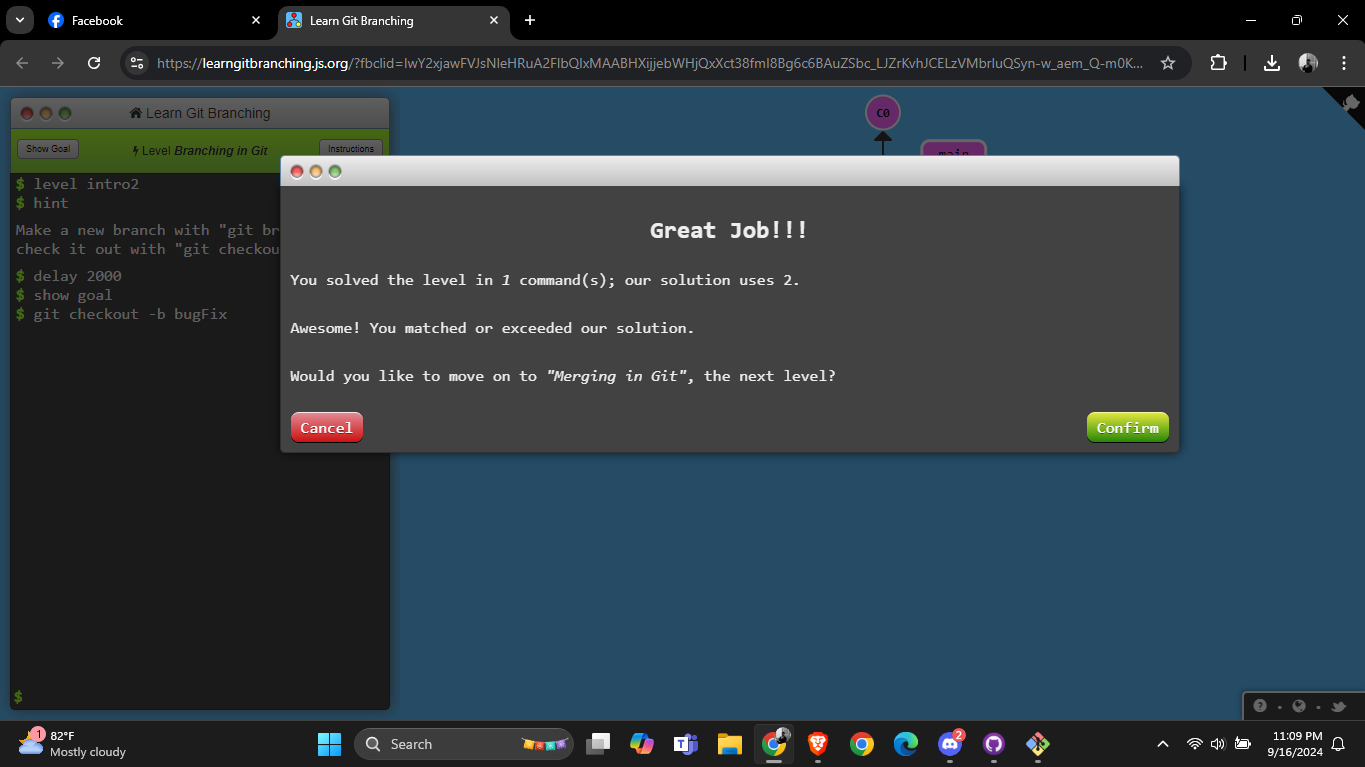 Facebook
Learn Git Branching
https://learngitbranching.js.org/?fbclid=IwY2xjawFVJsNleHRuA2FlbQIxMAABHXijjebWHjQxXct38fmI8Bg6c6BAuZSbc_LJZrKvhJCELzVMbrluQSyn-w_aem_Q-m0K...
Learn Git Branching
Show Goal
Level Branching in Git
Instructions
$ level intro2
$ hint
Make a new branch with "git br
check it out with "git checkou
$ delay 2000
$ show goal
$ git checkout -b bugFix
$
C0
main
Great Job!!!
You solved the level in 1 command(s); our solution uses 2.
Awesome! You matched or exceeded our solution.
Would you like to move on to "Merging in Git", the next level?
Cancel
Confirm
1
82°F
Mostly cloudy
Search
2
11:09 PM
9/16/2024